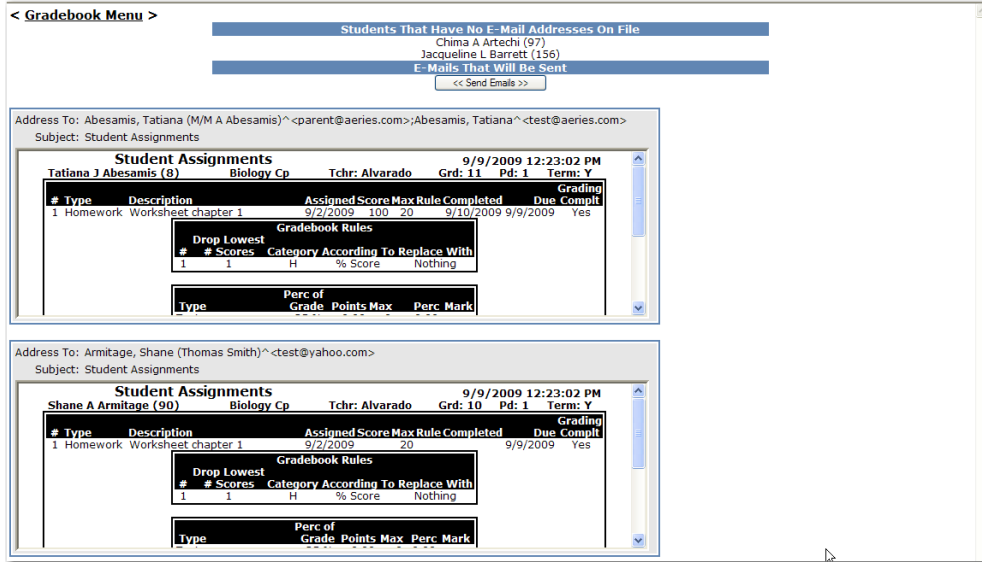 < Gradebook Menu >
Students That Have No E-Mail Addresses On File
Chima A Artechi (97)
Jacqueline L Barrett (156)
E-Mails That Will Be Sent
<< Send Emails >>
Address To: Abesamis, Tatiana (M/M A Abesamis)^<parent@aeries.com>;Abesamis, Tatiana^<test@aeries.com>
Subject: Student Assignments
Student Assignments 9/9/2009 12:23:02 PM
Tatiana J Abesamis (8) Biology Cp Tchr: Alvarado Grd: 11 Pd: 1 Term: Y
Grading
# Type Description Assigned Score Max Rule Completed Due Complt
1 Homework Worksheet chapter 1 9/2/2009 100 20 9/10/2009 9/9/2009 Yes
Gradebook Rules
Drop Lowest
# # Scores Category According To Replace With
1 1 H % Score Nothing
Perc of
Type Grade Points Max Perc Mark
Address To: Armitage, Shane (Thomas Smith)^<test@yahoo.com>
Subject: Student Assignments
Student Assignments 9/9/2009 12:23:02 PM
Shane A Armitage (90) Biology Cp Tchr: Alvarado Grd: 10 Pd: 1 Term: Y
Grading
# Type Description Assigned Score Max Rule Completed Due Complt
1 Homework Worksheet chapter 1 9/2/2009 20 9/9/2009 Yes
Gradebook Rules
Drop Lowest
# # Scores Category According To Replace With
1 1 H % Score Nothing
Perc of
Type Grade Points Max Perc Mark